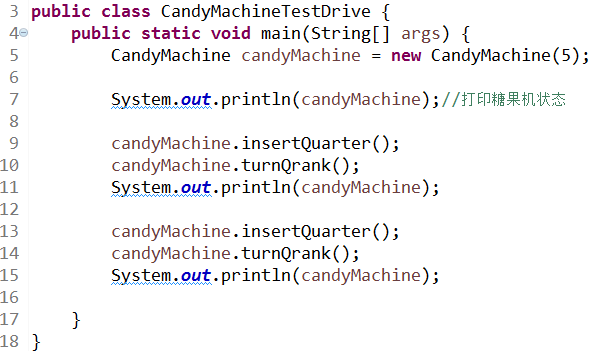 3 public class CandyMachineTestDrive {
4 public static void main(String[] args) {
5 CandyMachine candyMachine = new CandyMachine(5);
6
7 System.out.println(candyMachine);//打印糖果机状态
8
9 candyMachine.insertQuarter();
10 candyMachine.turnQrank();
11 System.out.println(candyMachine);
12
13 candyMachine.insertQuarter();
14 candyMachine.turnQrank();
15 System.out.println(candyMachine);
16
17 }
18 }